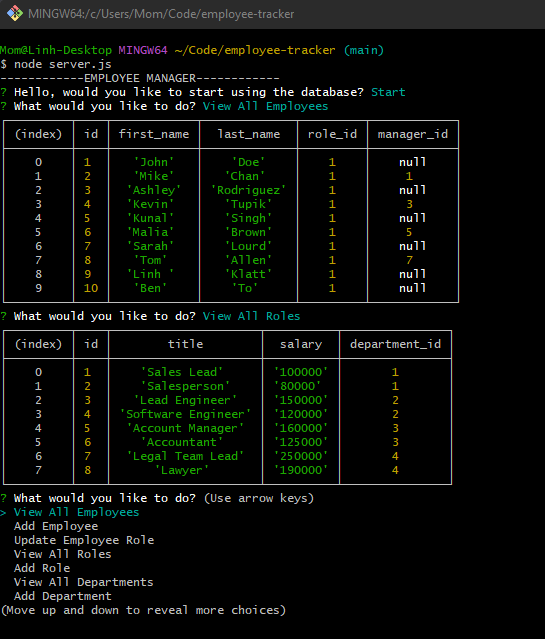 MINGW64:/c/Users/Mom/Code/employee-tracker
Mom@Linh-Desktop MINGW64 ~/Code/employee-tracker (main)
$ node server.js
------------EMPLOYEE MANAGER------------
? Hello, would you like to start using the database? Start
? What would you like to do? View All Employees
(index) id first_name last_name role_id manager_id
0 1 'John' 'Doe' 1 null
1 2 'Mike' 'Chan' 1 1
2 3 'Ashley' 'Rodriguez' 1 null
3 4 'Kevin' 'Tupik' 1 3
4 5 'Kunal' 'Singh' 1 null
5 6 'Malia' 'Brown' 1 5
6 7 'Sarah' 'Lourd' 1 null
7 8 'Tom' 'Allen' 1 7
8 9 'Linh ' 'Klatt' 1 null
9 10 'Ben' 'To' 1 null
? What would you like to do? View All Roles
(index) id title salary department_id
0 1 'Sales Lead' '100000' 1
1 2 'Salesperson' '80000' 1
2 3 'Lead Engineer' '150000' 2
3 4 'Software Engineer' '120000' 2
4 5 'Account Manager' '160000' 3
5 6 'Accountant' '125000' 3
6 7 'Legal Team Lead' '250000' 4
7 8 'Lawyer' '190000' 4
? What would you like to do? (Use arrow keys)
> View All Employees
Add Employee
Update Employee Role
View All Roles
Add Role
View All Departments
Add Department
(Move up and down to reveal more choices)